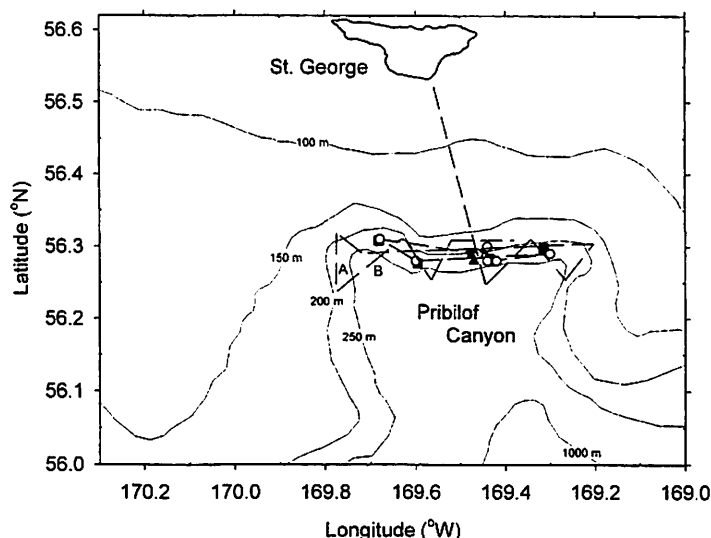 56.6
St. George
56.5
100 m
56.4
Latitude (°N)
56.3
150 m
A
B
200 m
56.2
Pribilof
Canyon
250 m
56.1
1000 m
56.0
170.2
170.0
169.8
169.6
169.4
169.2
169.0
Longitude (°W)